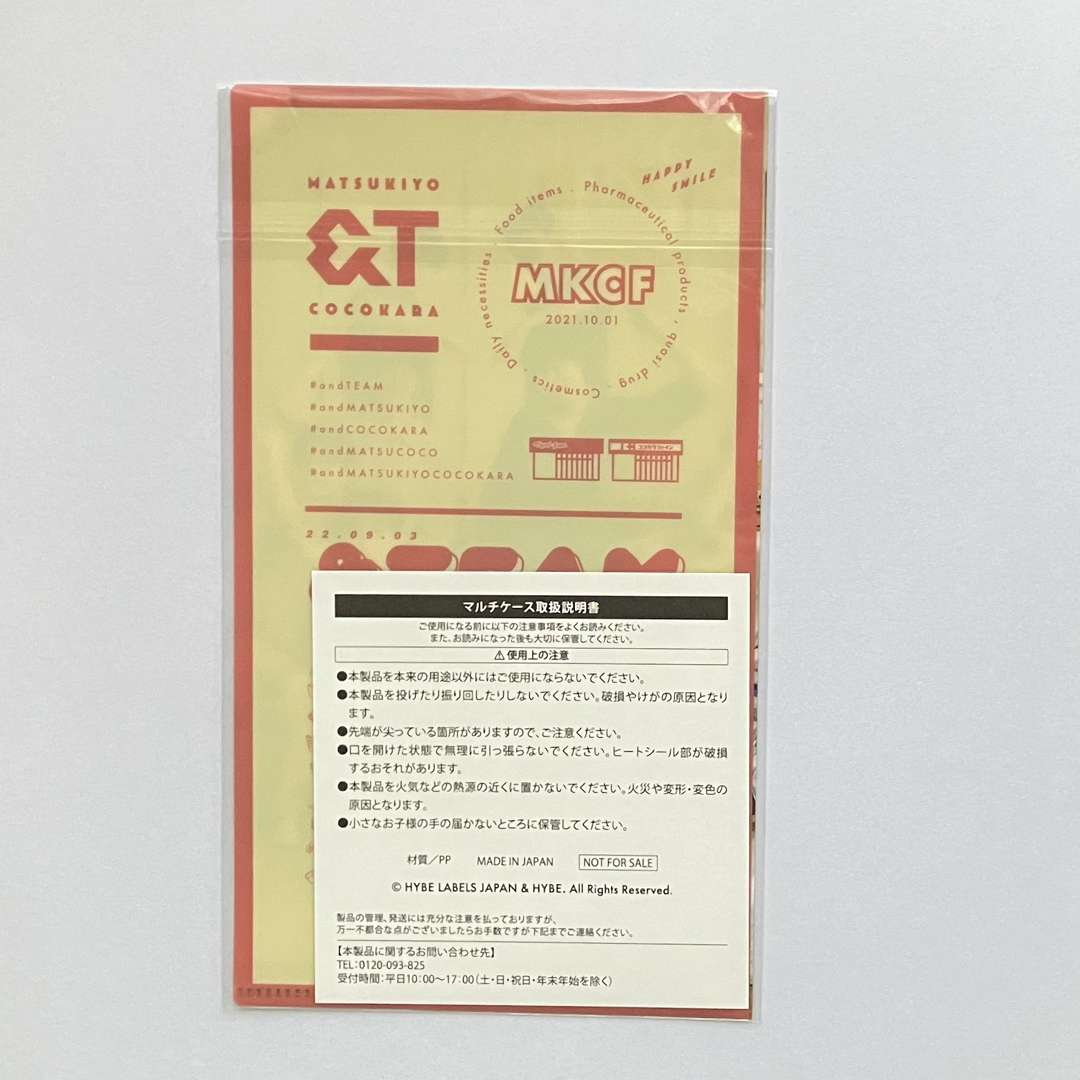 MATSUKIYO
&T
COCOKARA
HAPPY
SMILE
Food items . Pharmaceutical products . quasi drug . Cosmetics . Daily necessities .
MKCF
2021.10.01
#andTEAM
#andMATSUKIYO
#andCOCOKARA
#andMATSUCOCO
#andMATSUKIYOCOCOKARA
ココカラファイン
22.09.03
マルチケース取扱説明書
ご使用になる前に以下の注意事項をよくお読みください。
また、お読みになった後も大切に保管してください。
⚠使用上の注意
●本製品を本来の用途以外にはご使用にならないでください。
●本製品を投げたり振り回したりしないでください。破損やけがの原因となり
ます。
●先端が尖っている箇所がありますので、ご注意ください。
●口を開けた状態で無理に引っ張らないでください。ヒートシール部が破損
するおそれがあります。
●本製品を火気などの熱源の近くに置かないでください。火災や変形・変色の
原因となります。
●小さなお子様の手の届かないところに保管してください。
材質／PP MADE IN JAPAN NOT FOR SALE
© HYBE LABELS JAPAN & HYBE. All Rights Reserved.
製品の管理、発送には充分な注意を払っておりますが、
万一不都合な点がございましたらお手数ですが下記までご連絡ください。
【本製品に関するお問い合わせ先】
TEL:0120-093-825
受付時間：平日10：00～17：00（土・日・祝日・年末年始を除く）